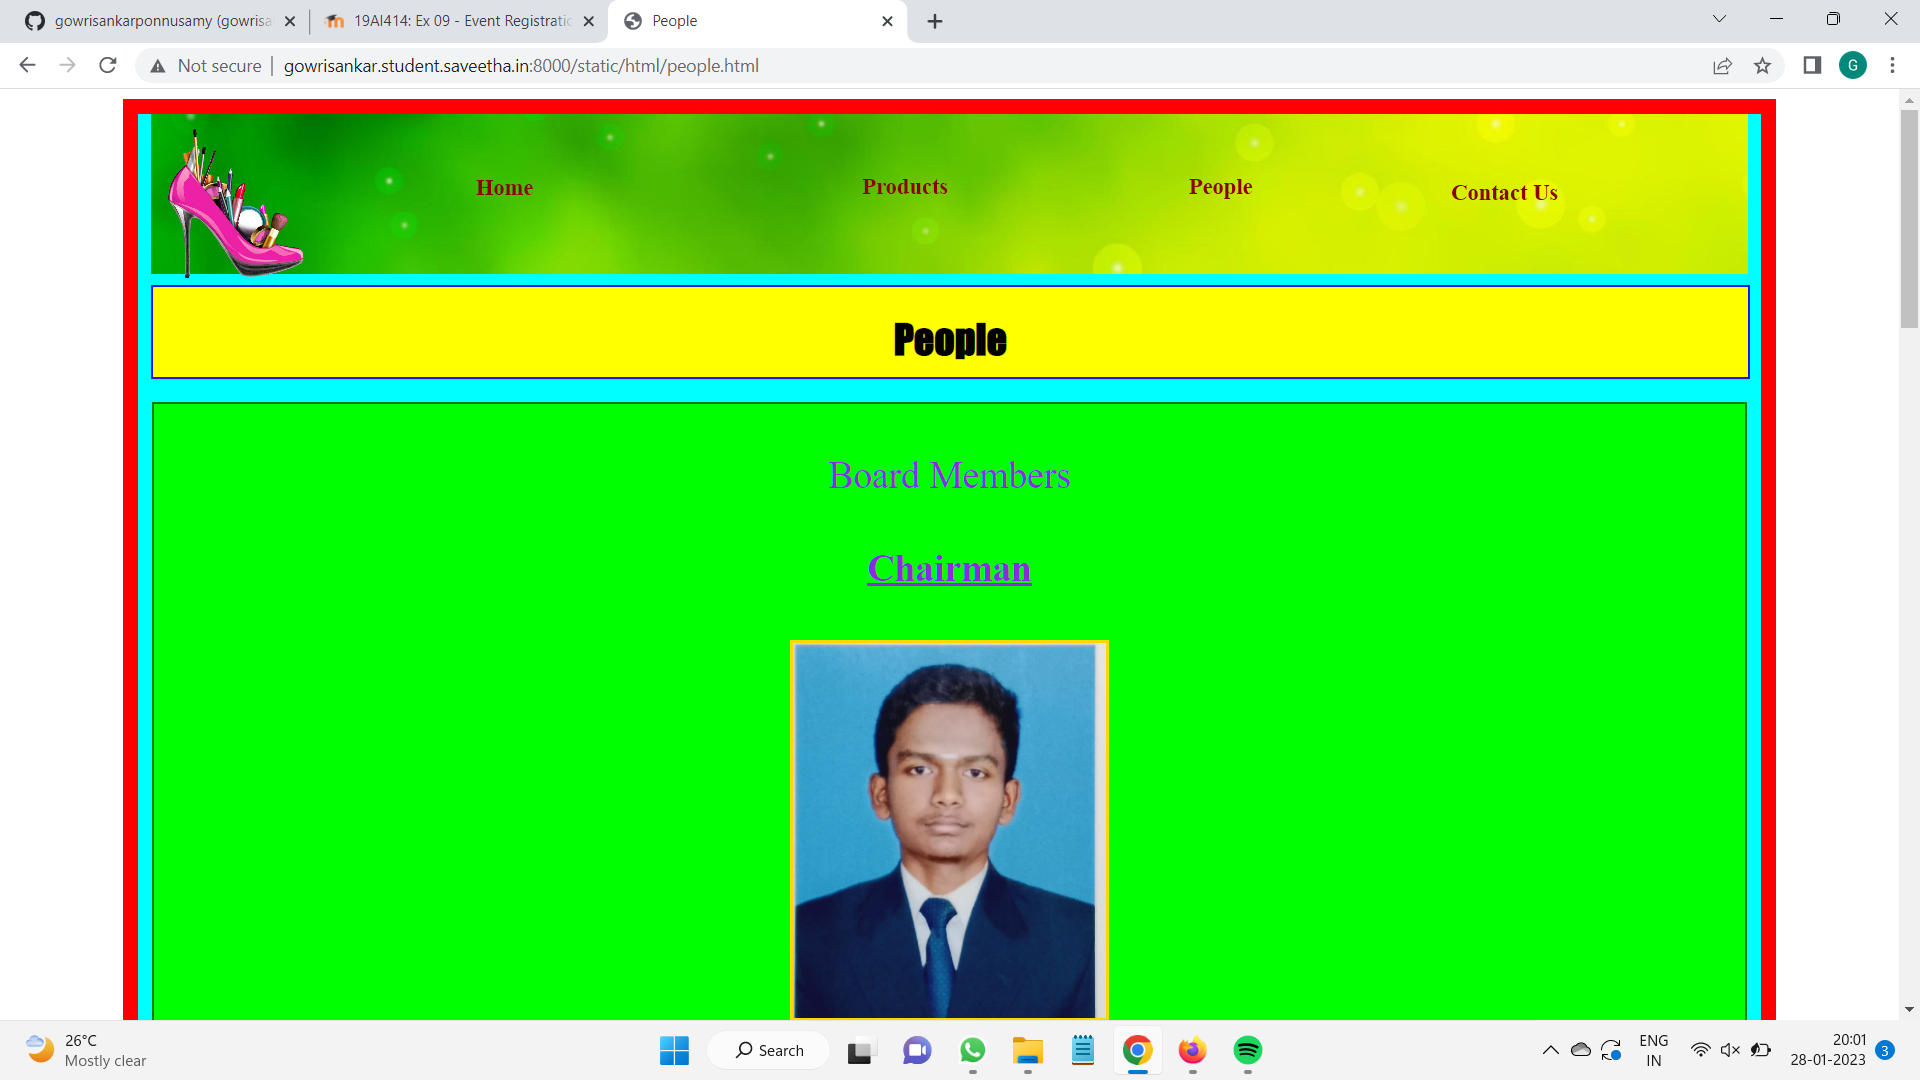 gowrisankarponnusamy (gowrisa
19AI414: Ex 09 - Event Registratio
People
Not secure
gowrisankar.student.saveetha.in:8000/static/html/people.html
G
Home
Products
People
Contact Us
People
Board Members
Chairman
26°C
Mostly clear
Search
ENG
IN
20:01
28-01-2023
3